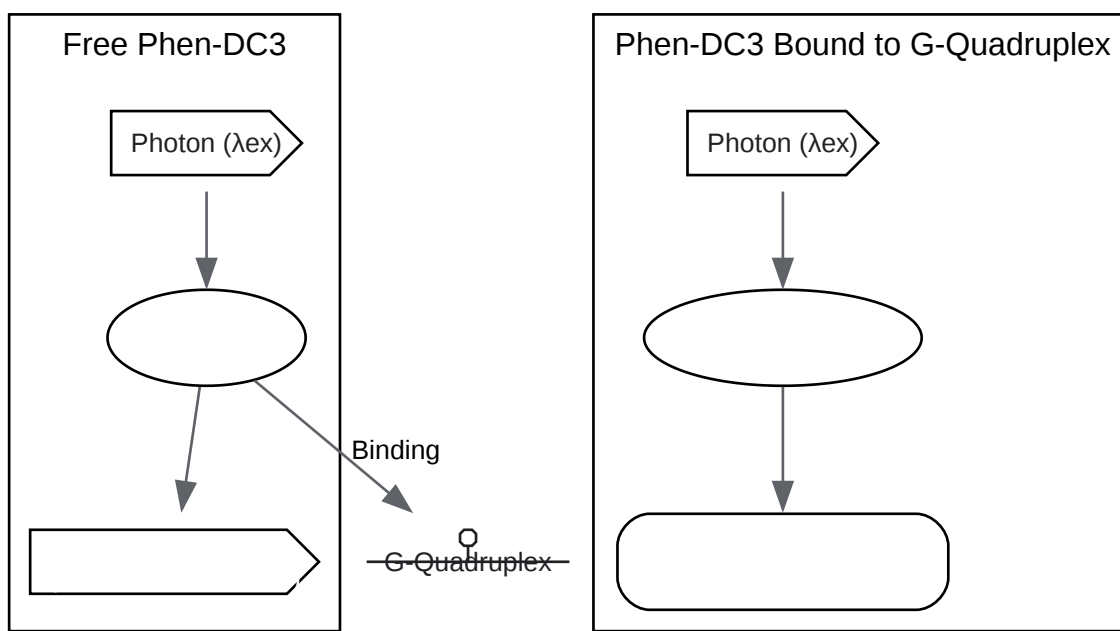 Free Phen-DC3
Phen-DC3 Bound to G-Quadruplex
Photon (λex)
Photon (λex)
Binding
G-Quadruplex